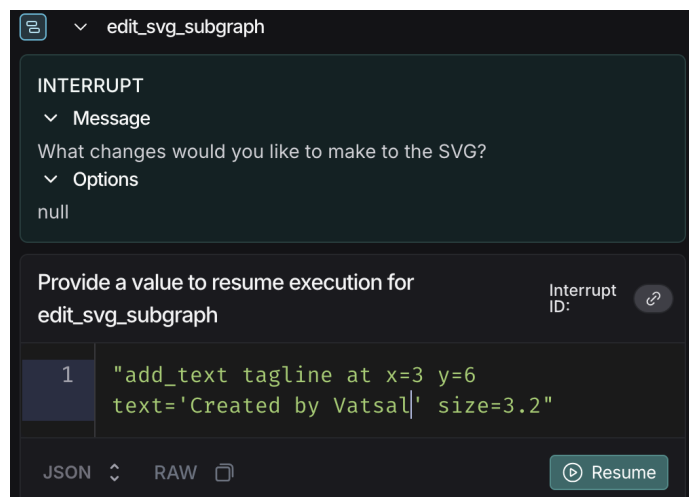 edit_svg_subgraph
INTERRUPT
Message
What changes would you like to make to the SVG?
Options
null
Provide a value to resume execution for
edit_svg_subgraph
Interrupt
ID:
1 "add_text tagline at x=3 y=6
text='Created by Vatsal' size=3.2"
JSON RAW Resume